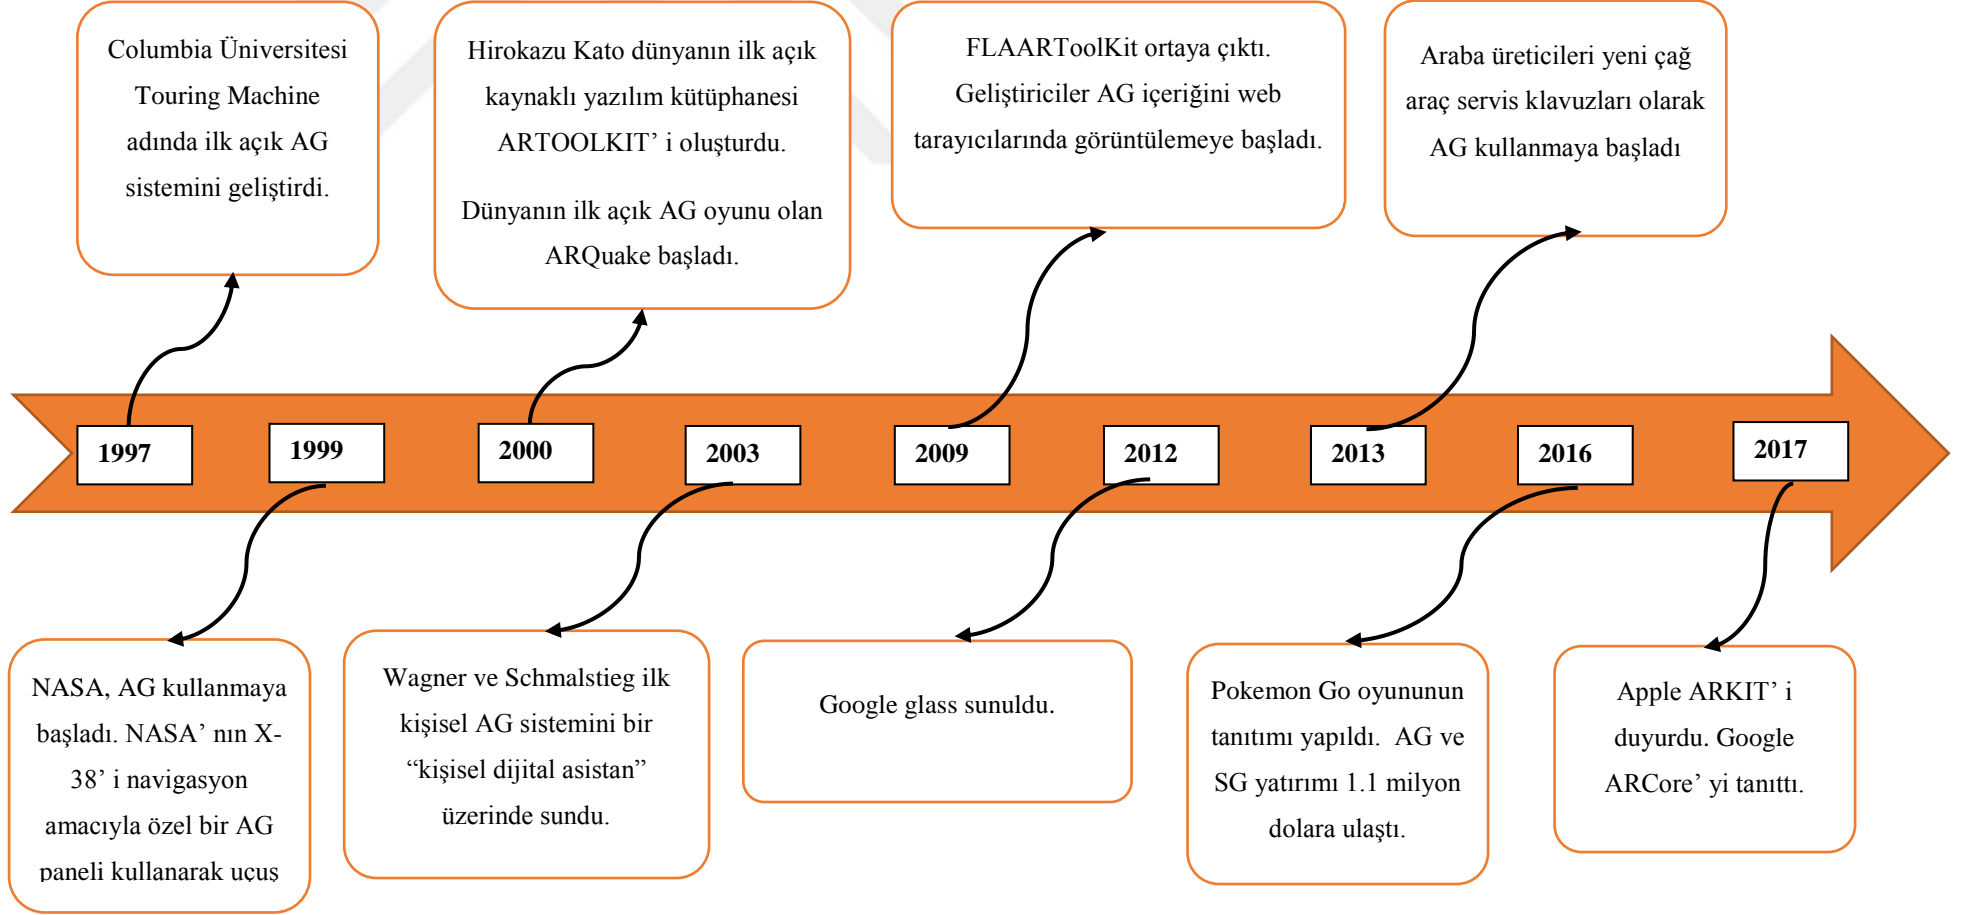 Columbia Üniversitesi
Touring Machine
adında ilk açık AG
sistemini geliştirdi.
Hirokazu Kato dünyanın ilk açık
kaynaklı yazılım kütüphanesi
ARTOOLKIT’ i oluşturdu.
Dünyanın ilk açık AG oyunu olan
ARQuake başladı.
FLAARToolKit ortaya çıktı.
Geliştiriciler AG içeriğini web
tarayıcılarında görüntülemeye başladı.
Araba üreticileri yeni çağ
araç servis klavuzları olarak
AG kullanmaya başladı
1997
1999
2000
2003
2009
2012
2013
2016
2017
NASA, AG kullanmaya
başladı. NASA’ nın X-
38’ i navigasyon
amacıyla özel bir AG
paneli kullanarak uçuş
Wagner ve Schmalstieg ilk
kişisel AG sistemini bir
“kişisel dijital asistan”
üzerinde sundu.
Google glass sunuldu.
Pokemon Go oyununun
tanıtımı yapıldı.  AG ve
SG yatırımı 1.1 milyon
dolara ulaştı.
Apple ARKIT’ i
duyurdu. Google
ARCore’ yi tanıttı.